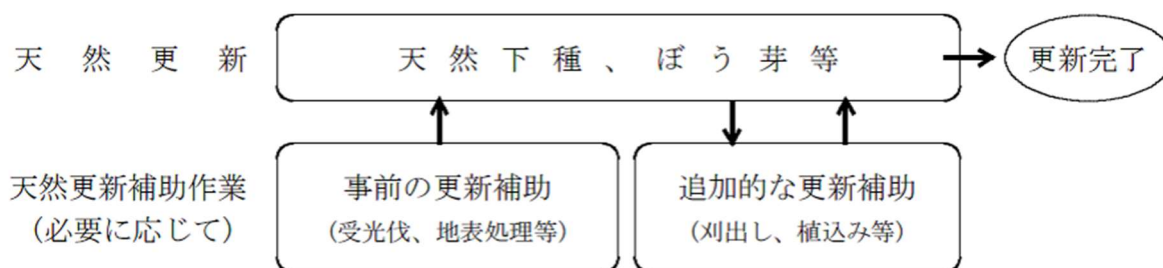 天然更新
天然下種、ぼう芽等
更新完了
天然更新補助作業
(必要に応じて)
事前の更新補助
(受光伐、地表処理等)
追加的な更新補助
(刈出し、植込み等)